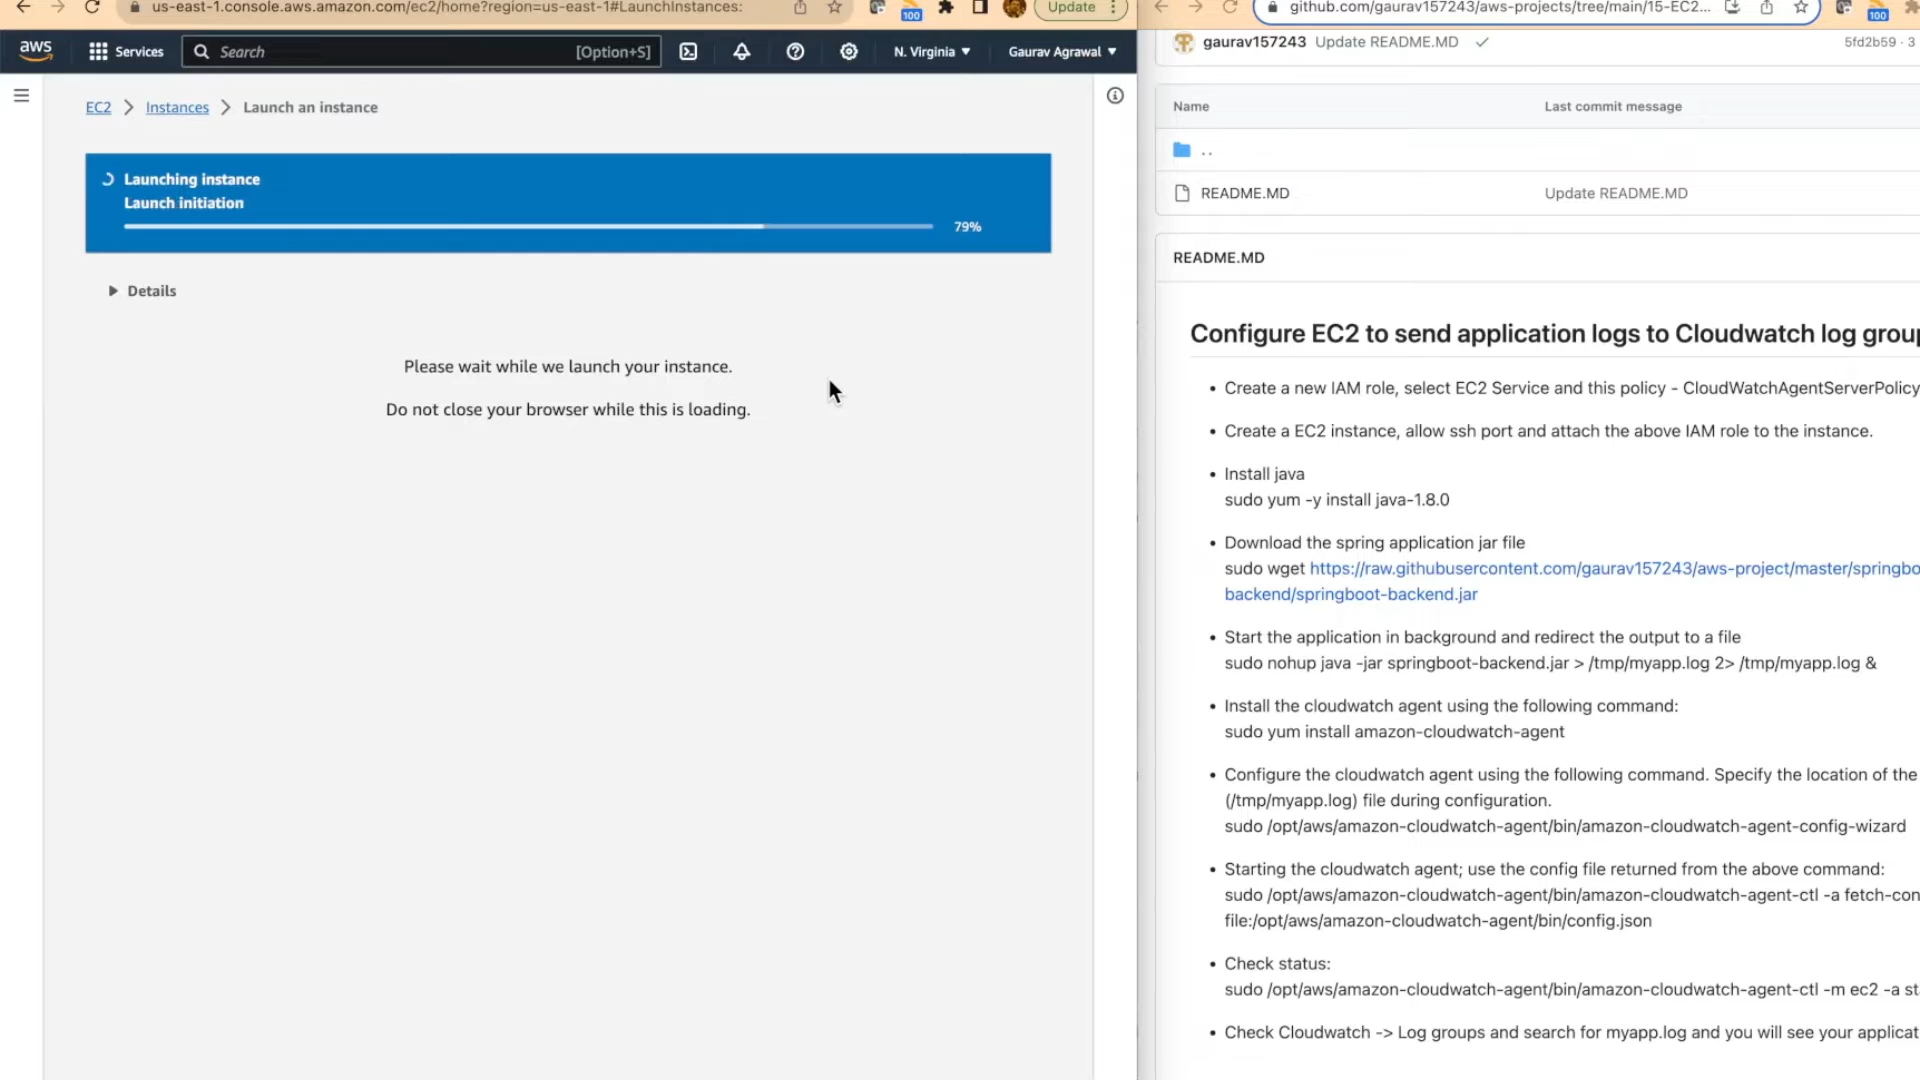 us-east-1.console.aws.amazon.com/ec2/home?region=us-east-1#LaunchInstances:
100
Update
aws
Services
Search
[Option+S]
N. Virginia
Gaurav Agrawal
EC2
Instances
Launch an instance
Launching instance
Launch initiation
79%
Details
Please wait while we launch your instance.
Do not close your browser while this is loading.
github.com/gaurav157243/aws-projects/tree/main/15-EC2...
100
gaurav157243 Update README.MD
5fd2b59 · 3
Name
Last commit message
..
README.MD
Update README.MD
README.MD
Configure EC2 to send application logs to Cloudwatch log group
• Create a new IAM role, select EC2 Service and this policy - CloudWatchAgentServerPolicy
• Create a EC2 instance, allow ssh port and attach the above IAM role to the instance.
• Install java
sudo yum -y install java-1.8.0
• Download the spring application jar file
sudo wget https://raw.githubusercontent.com/gaurav157243/aws-project/master/springbo
backend/springboot-backend.jar
• Start the application in background and redirect the output to a file
sudo nohup java -jar springboot-backend.jar > /tmp/myapp.log 2> /tmp/myapp.log &
• Install the cloudwatch agent using the following command:
sudo yum install amazon-cloudwatch-agent
• Configure the cloudwatch agent using the following command. Specify the location of the
(/tmp/myapp.log) file during configuration.
sudo /opt/aws/amazon-cloudwatch-agent/bin/amazon-cloudwatch-agent-config-wizard
• Starting the cloudwatch agent; use the config file returned from the above command:
sudo /opt/aws/amazon-cloudwatch-agent/bin/amazon-cloudwatch-agent-ctl -a fetch-con
file:/opt/aws/amazon-cloudwatch-agent/bin/config.json
• Check status:
sudo /opt/aws/amazon-cloudwatch-agent/bin/amazon-cloudwatch-agent-ctl -m ec2 -a st
• Check Cloudwatch -> Log groups and search for myapp.log and you will see your applicat